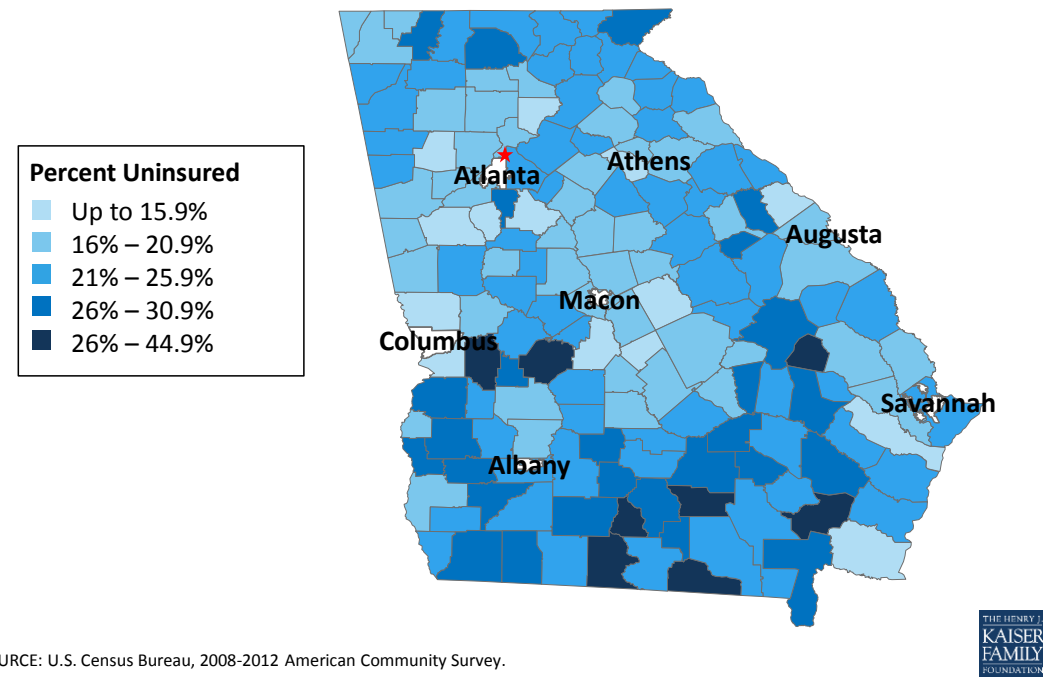 Percent Uninsured
Up to 15.9%
16% – 20.9%
21% – 25.9%
26% – 30.9%
26% – 44.9%
Athens
Atlanta
Augusta
Macon
Columbus
Savannah
Albany
URCE: U.S. Census Bureau, 2008-2012 American Community Survey.
THE HENRY J.
KAISER
FAMILY
FOUNDATION